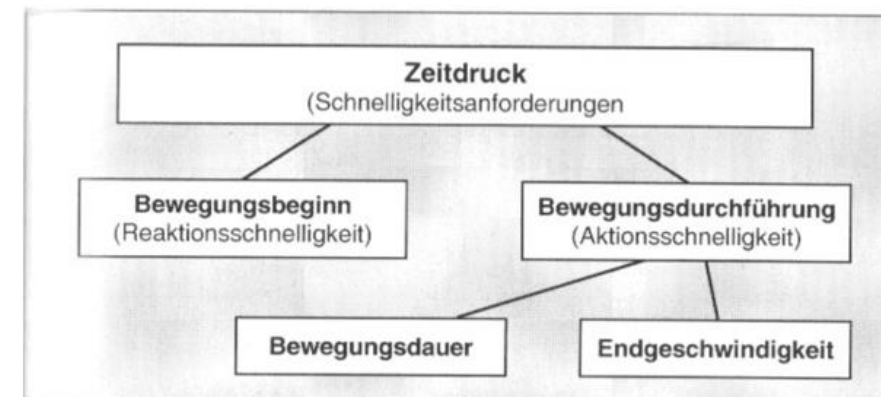 Zeitdruck
(Schnelligkeitsanforderungen
Bewegungsbeginn
(Reaktionsschnelligkeit)
Bewegungsdurchführung
(Aktionsschnelligkeit)
Bewegungsdauer
Endgeschwindigkeit